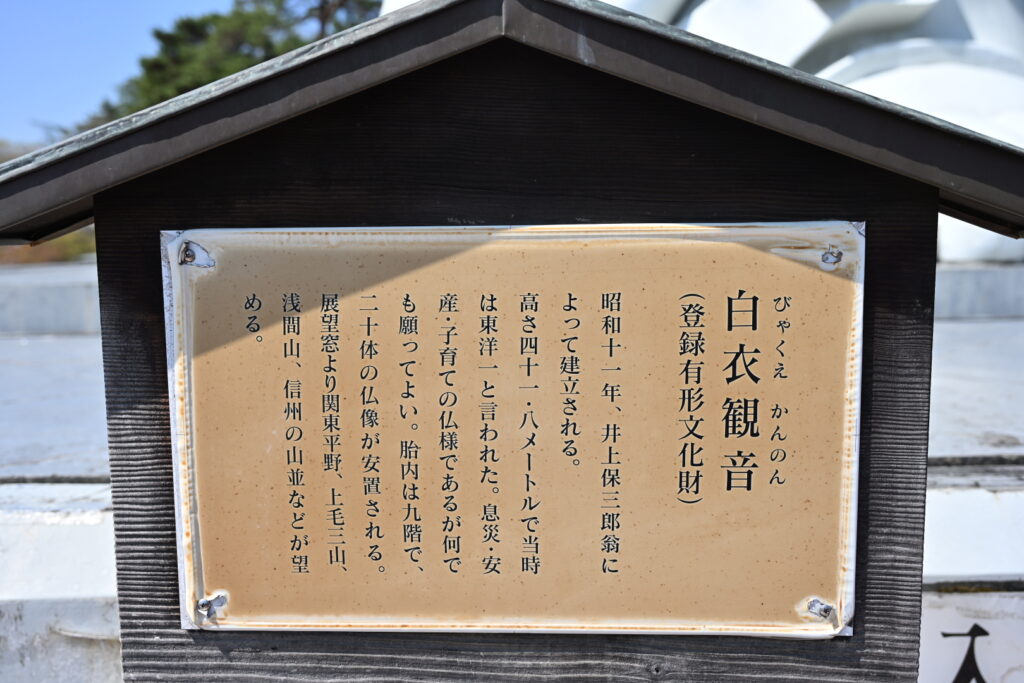 びゃくえ かんのん
白衣観音
(登録有形文化財)
昭和十一年、井上保三郎翁に
よって建立される。
高さ四十一・八メートルで当時
は東洋一と言われた。息災・安
産・子育ての仏様であるが何で
も願ってよい。胎内は九階で、
二十体の仏像が安置される。
展望窓より関東平野、上毛三山、
浅間山、信州の山並などが望
める。